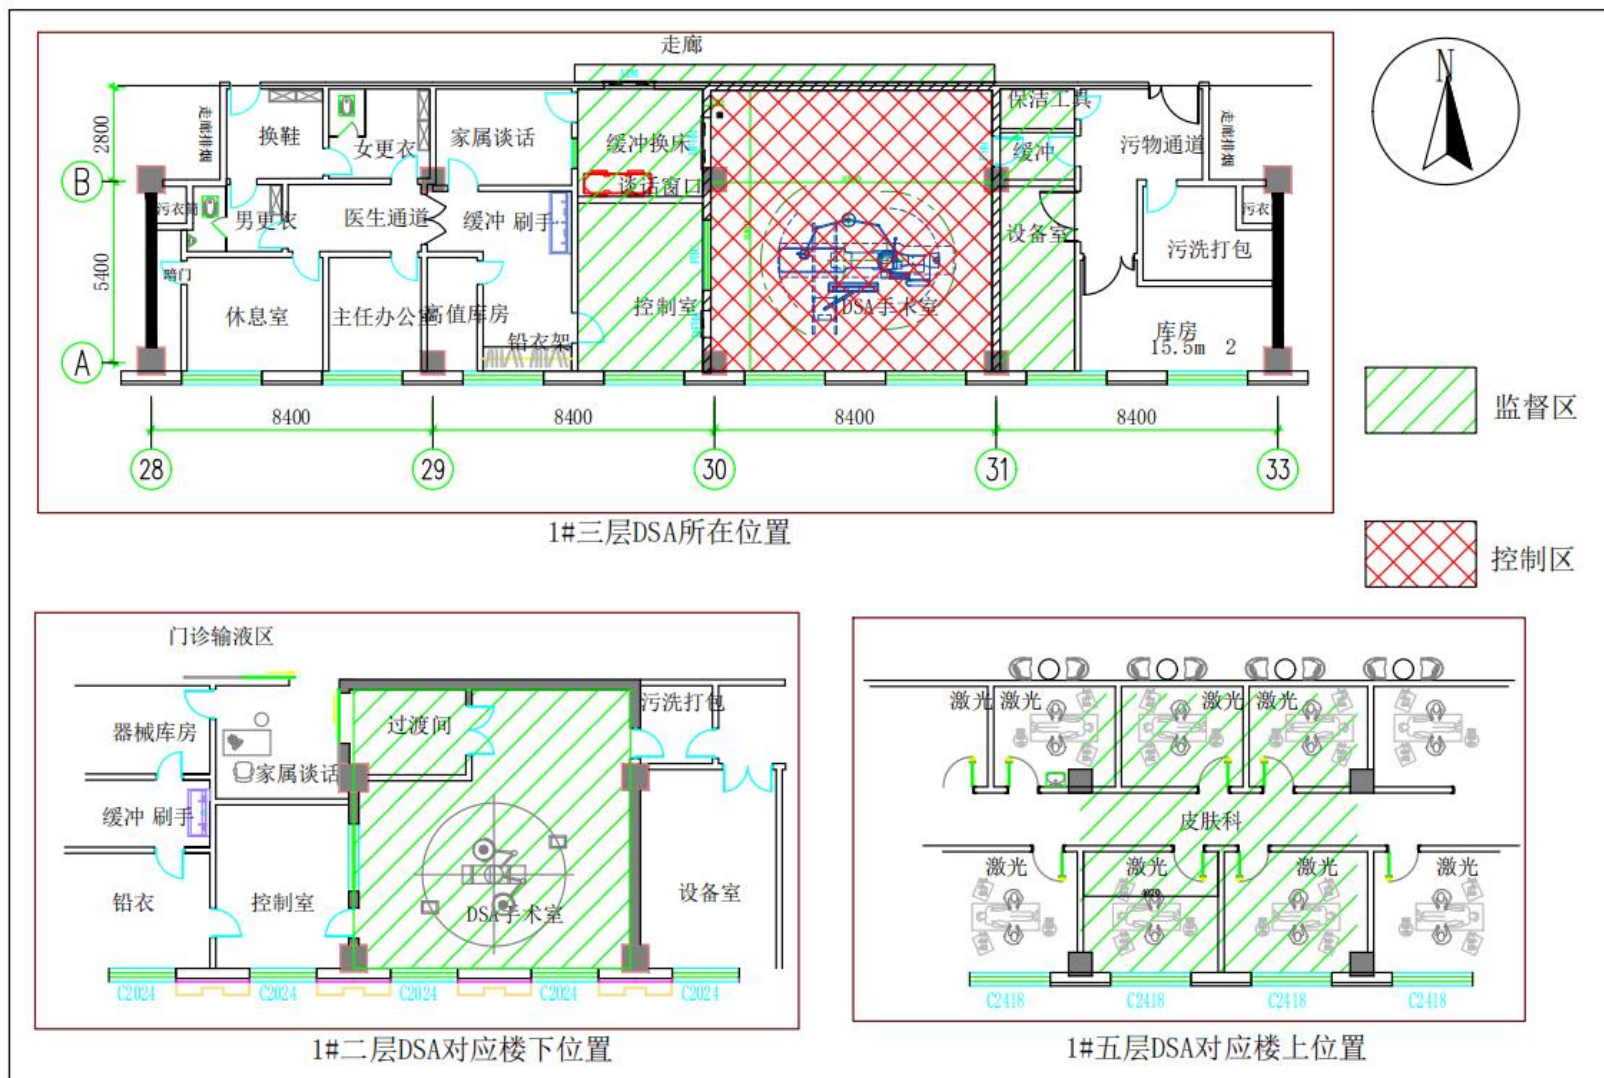 走廊
N
保洁工具
换鞋
女更衣
家属谈话
缓冲换床
缓冲
污物通道
走廊排烟
走廊排烟
2800
B
谈话窗口
污衣间
男更衣
医生通道
缓冲 刷手
设备室
污衣
污洗打包
暗门
5400
休息室
主任办公室
高值库房
铅衣架
控制室
DSA手术室
库房
15.5m 2
A
8400
8400
8400
8400
28
29
30
31
33
1#三层DSA所在位置
监督区
控制区
门诊输液区
器械库房
过渡间
污洗打包
家属谈话
缓冲 刷手
铅衣
控制室
DSA手术室
设备室
C2024
C2024
C2024
C2024
C2024
1#二层DSA对应楼下位置
激光
激光
激光
激光
皮肤科
激光
激光
激光
激光
C2418
C2418
C2418
C2418
1#五层DSA对应楼上位置